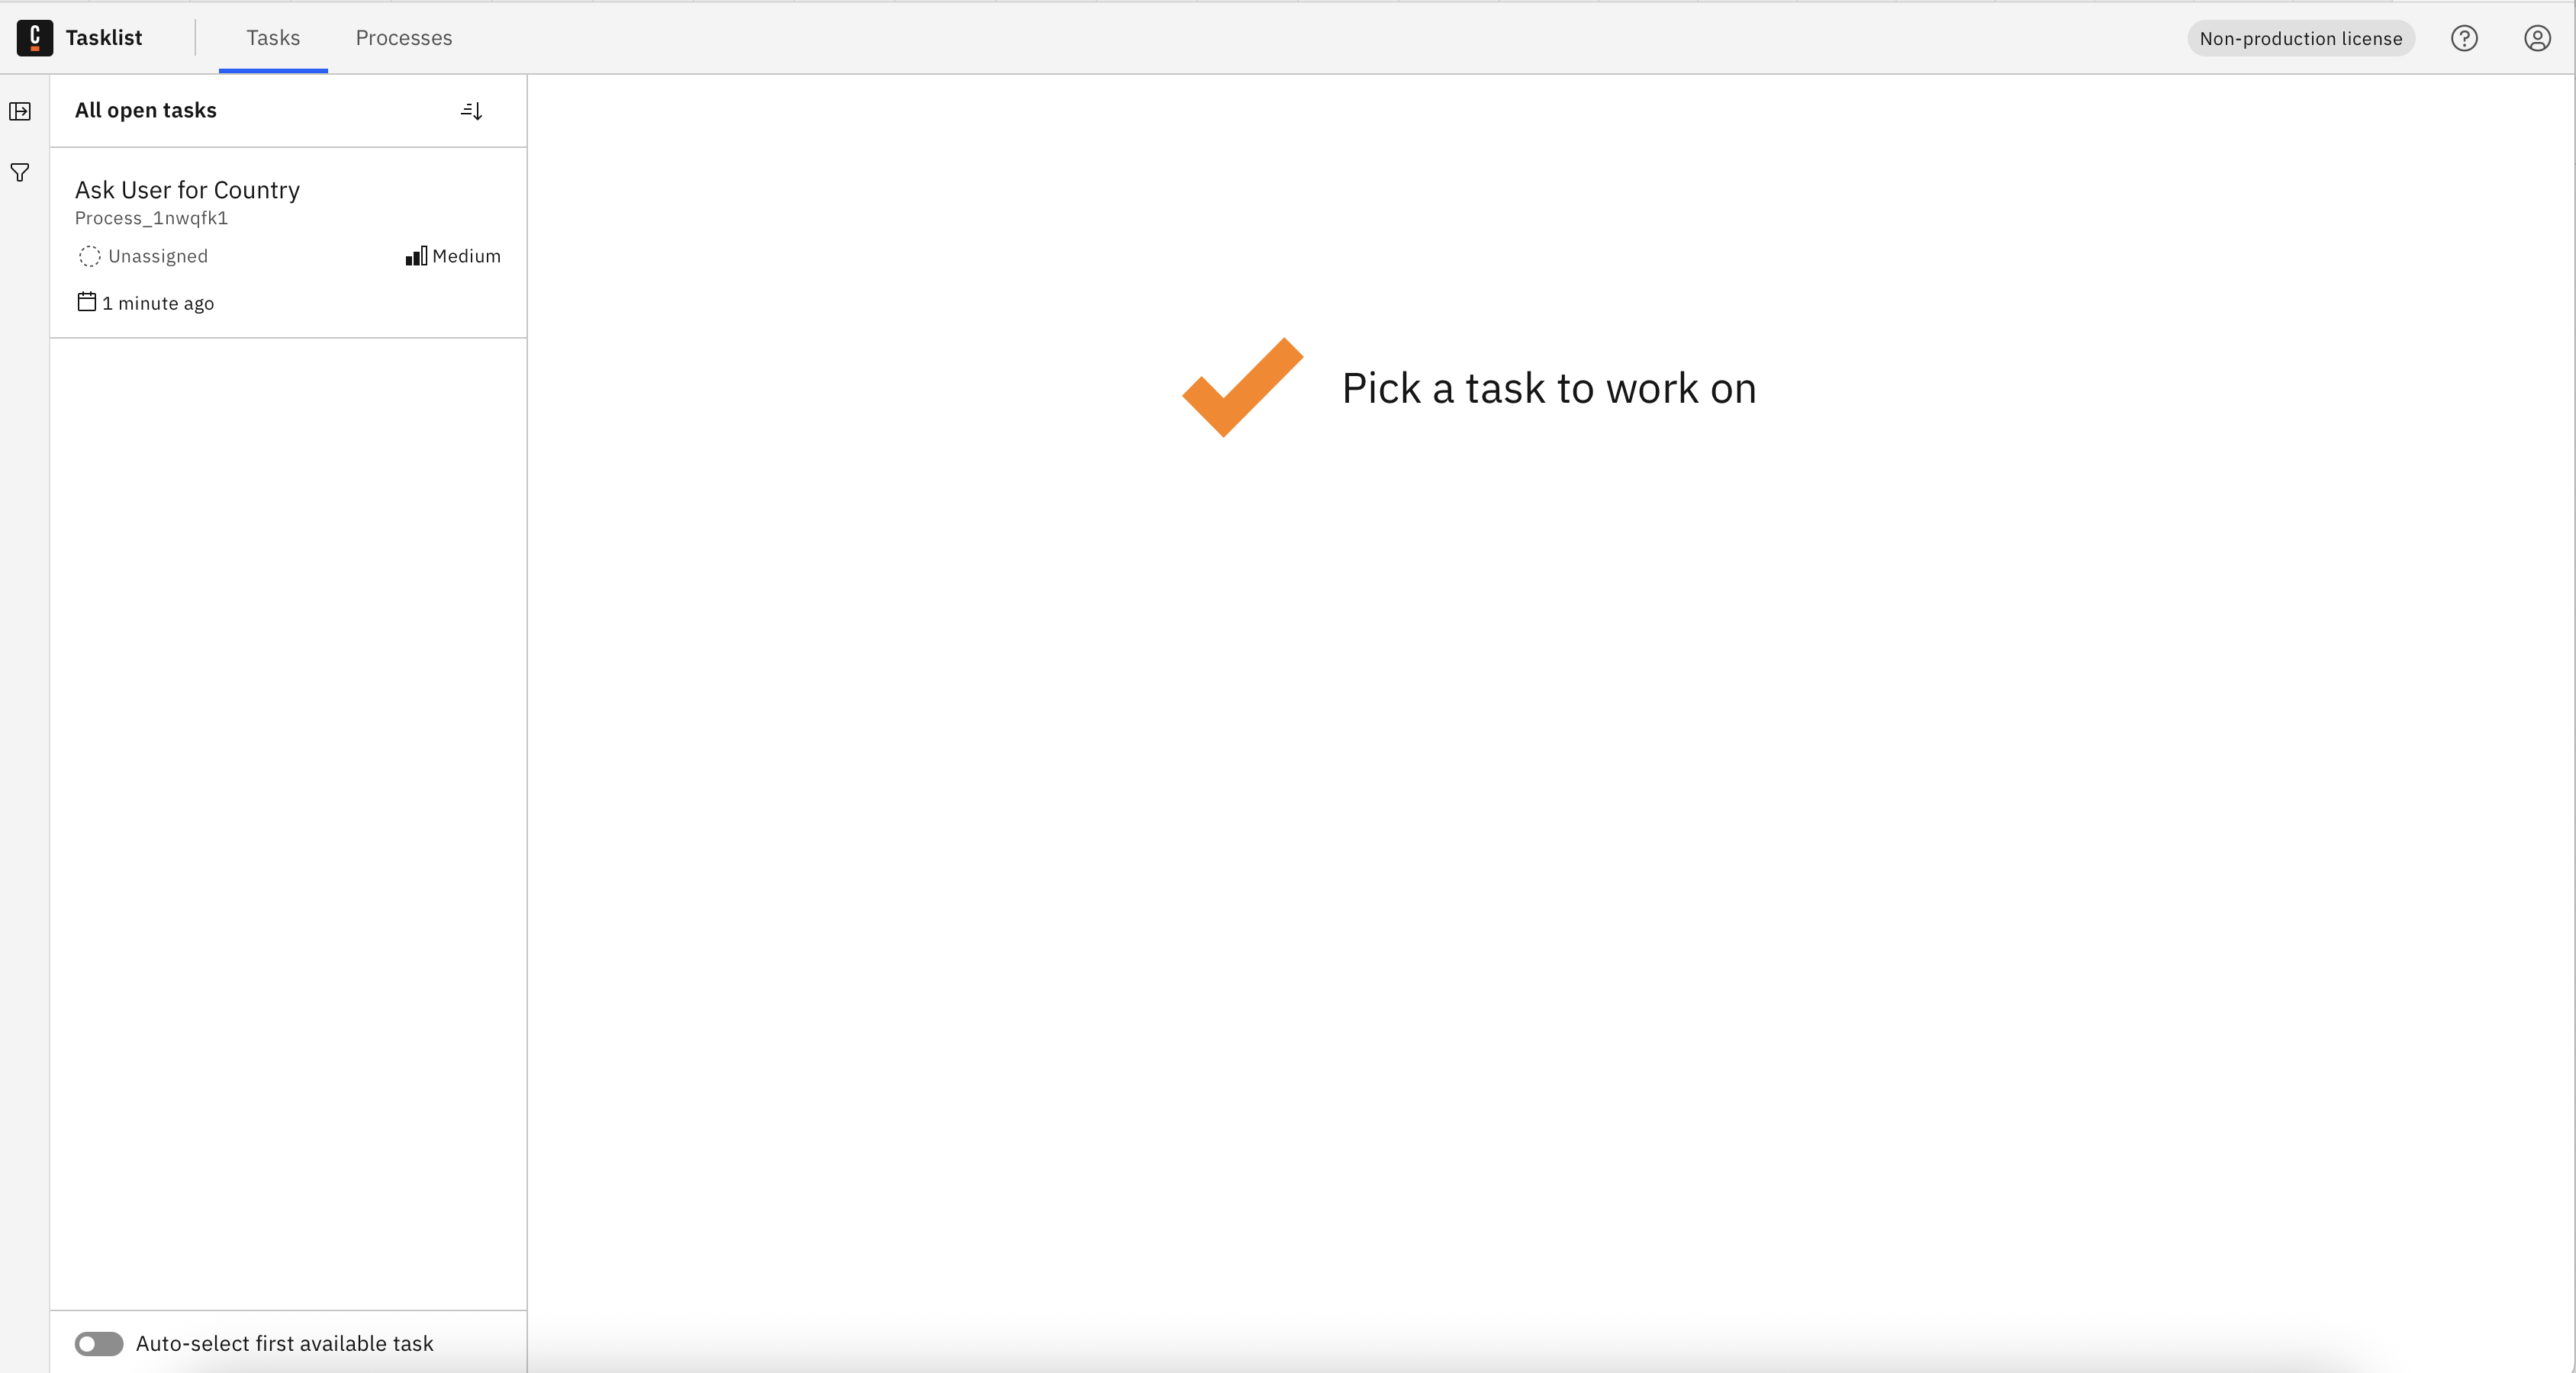 Tasklist
Tasks
Processes
Non-production license
All open tasks
Ask User for Country
Process_1nwqfk1
Unassigned
Medium
1 minute ago
Pick a task to work on
Auto-select first available task